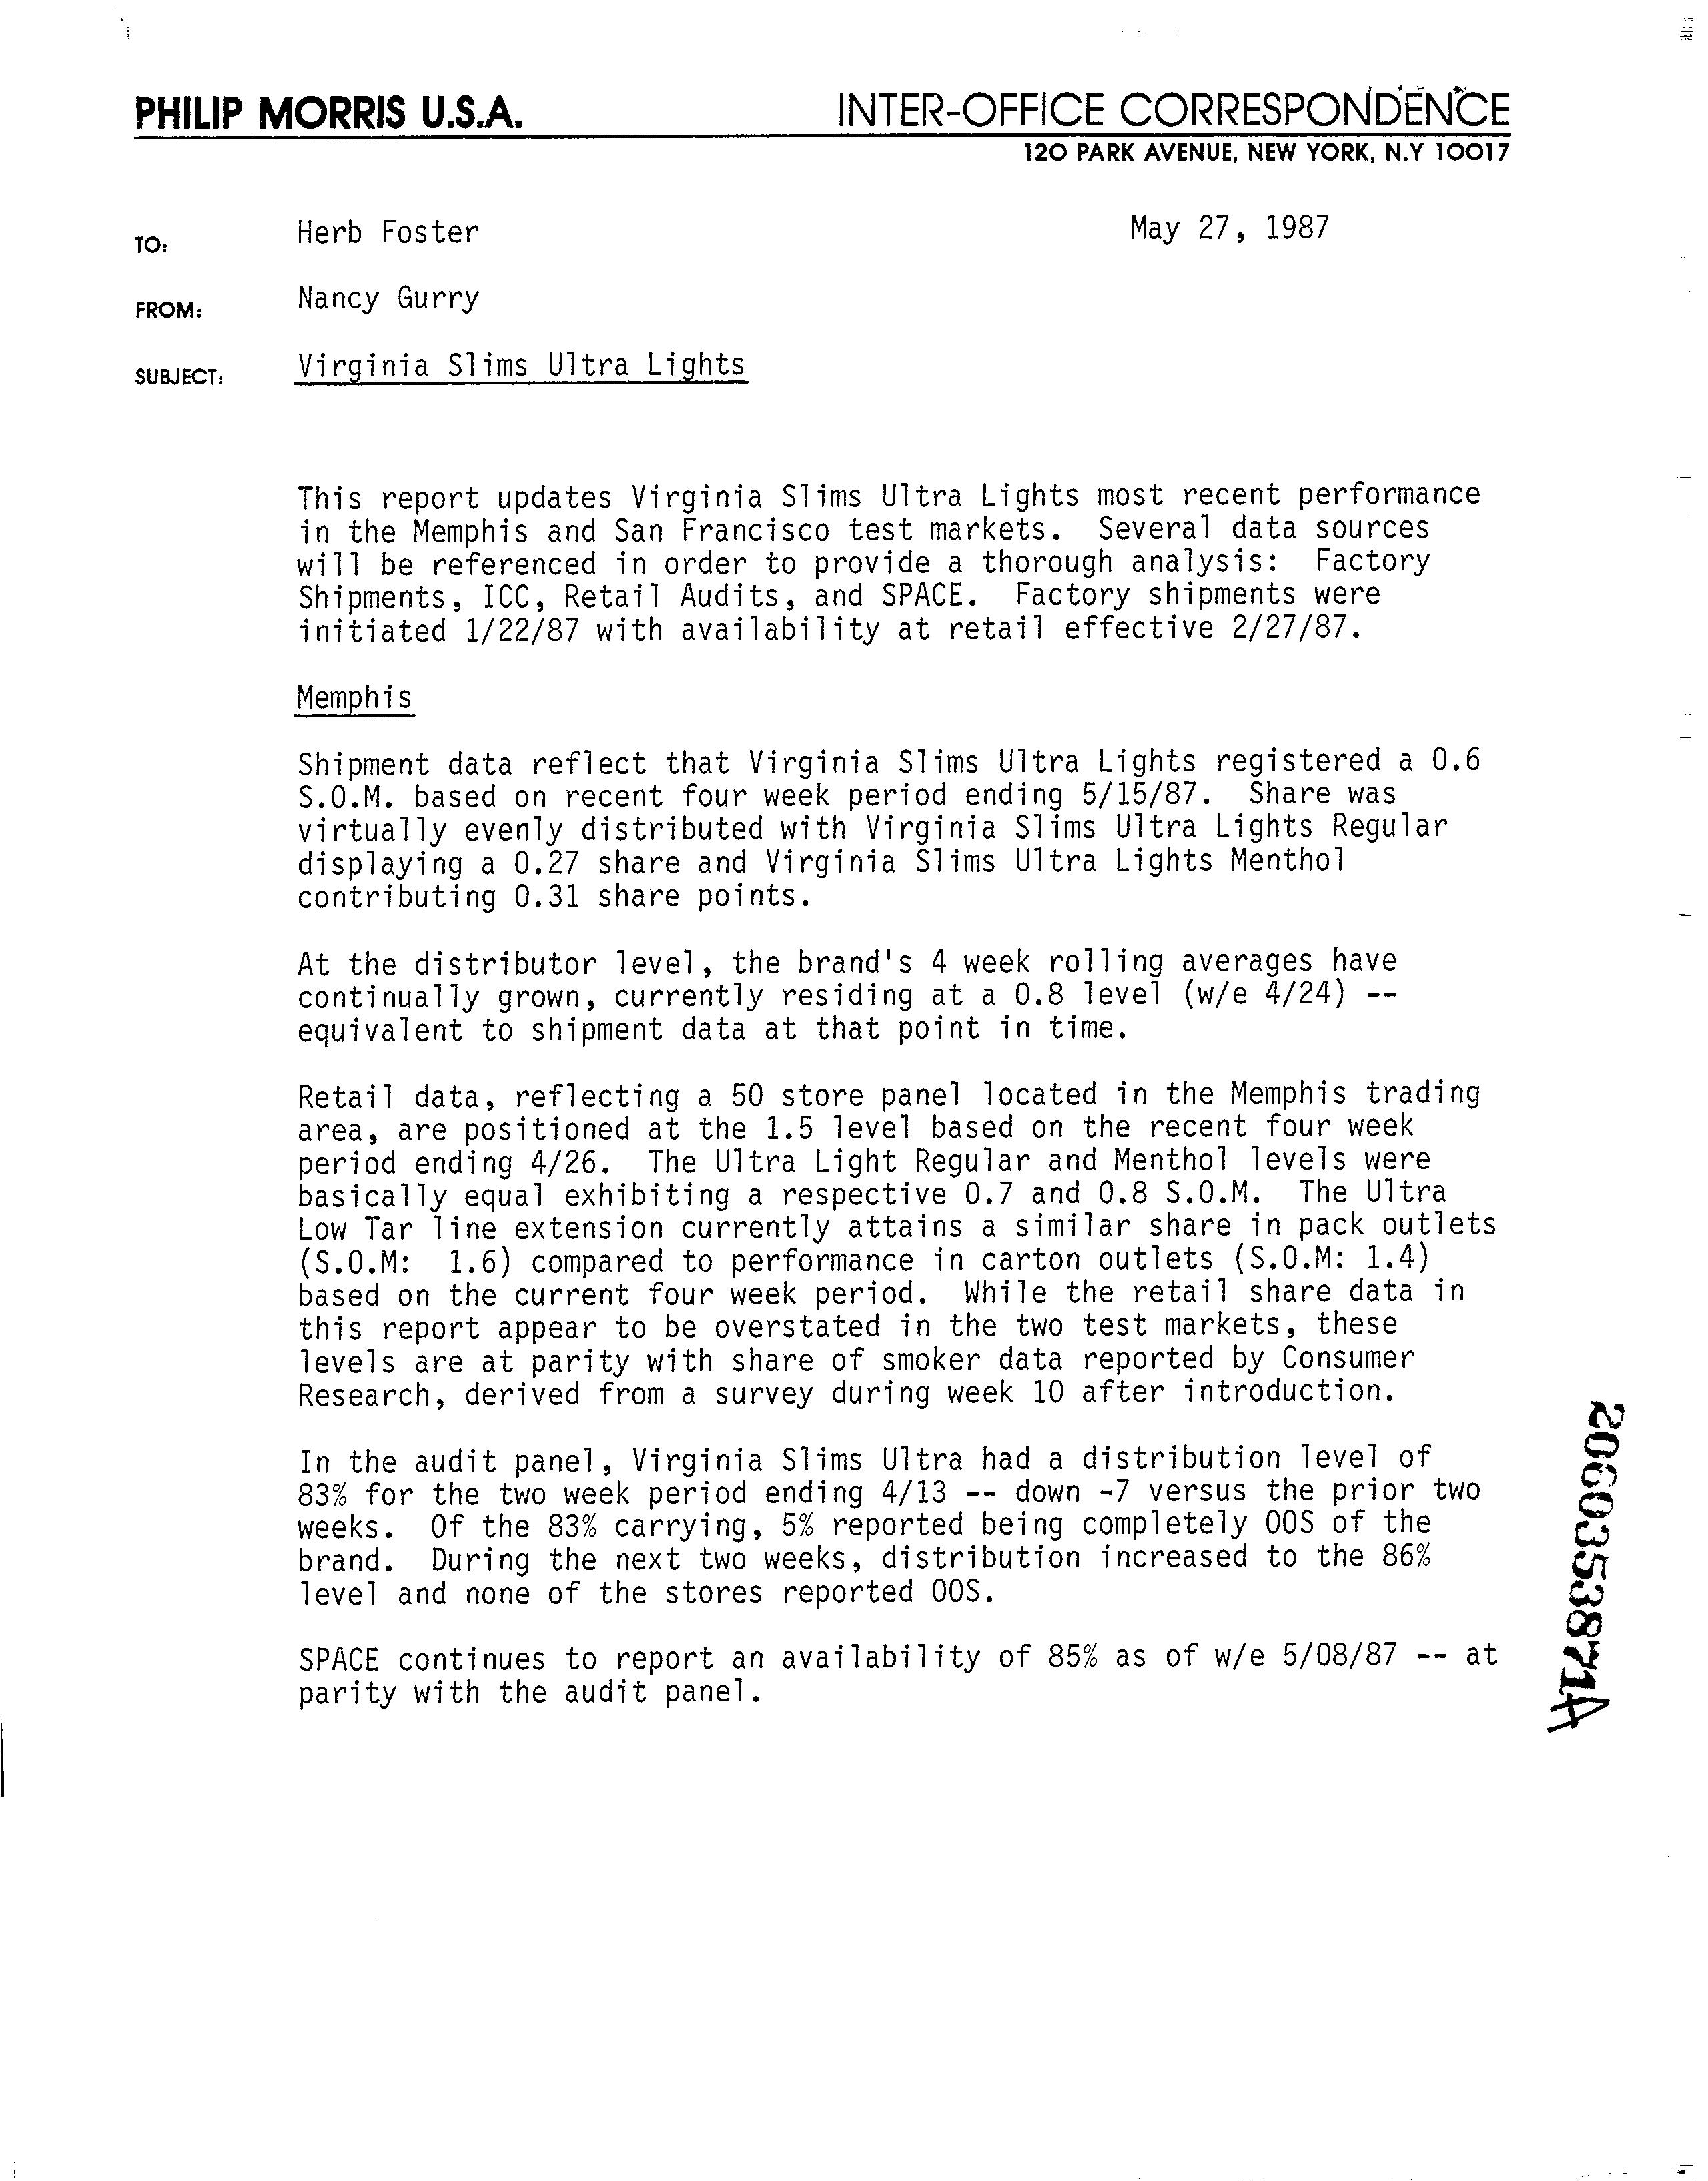 PHILIP MORRIS U.S.A. INTER-OFFICE CORRESPONDENCE
120 PARK AVENUE, NEW YORK, N.Y 10017
TO: Herb Foster May 27, 1987
FROM: Nancy Gurry
SUBJECT: Virginia Slims Ultra Lights
This report updates Virginia Slims Ultra Lights most recent performance
in the Memphis and San Francisco test markets. Several data sources
will be referenced in order to provide a thorough analysis: Factory
Shipments, ICC, Retail Audits, and SPACE. Factory shipments were
initiated 1/22/87 with availability at retail effective 2/27/87.
Memphis
Shipment data reflect that Virginia Slims Ultra Lights registered a 0.6
S.O.M. based on recent four week period ending 5/15/87. Share was
virtually evenly distributed with Virginia Slims Ultra Lights Regular
displaying a 0.27 share and Virginia Slims Ultra Lights Menthol
contributing 0.31 share points.
At the distributor level, the brand's 4 week rolling averages have
continually grown, currently residing at a 0.8 level (w/e 4/24) --
equivalent to shipment data at that point in time.
Retail data, reflecting a 50 store panel located in the Memphis trading
area, are positioned at the 1.5 level based on the recent four week
period ending 4/26. The Ultra Light Regular and Menthol levels were
basically equal exhibiting a respective 0.7 and 0.8 S.O.M. The Ultra
Low Tar line extension currently attains a similar share in pack outlets
(S.O.M: 1.6) compared to performance in carton outlets (S.O.M: 1.4)
based on the current four week period. While the retail share data in
this report appear to be overstated in the two test markets, these
levels are at parity with share of smoker data reported by Consumer
Research, derived from a survey during week 10 after introduction.
In the audit panel, Virginia Slims Ultra had a distribution level of
83% for the two week period ending 4/13 -- down -7 versus the prior two
weeks. Of the 83% carrying, 5% reported being completely OOS of the
brand. During the next two weeks, distribution increased to the 86%
level and none of the stores reported OOS.
SPACE continues to report an availability of 85% as of w/e 5/08/87 -- at
parity with the audit panel.
2060353871A